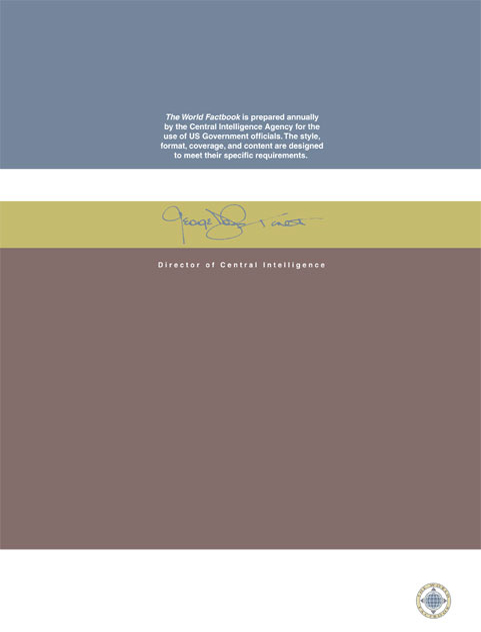 The World Factbook is prepared annually
by the Central Intelligence Agency for the
use of US Government officials. The style,
format, coverage, and content are designed
to meet their specific requirements.
George
Director of Central Intelligence